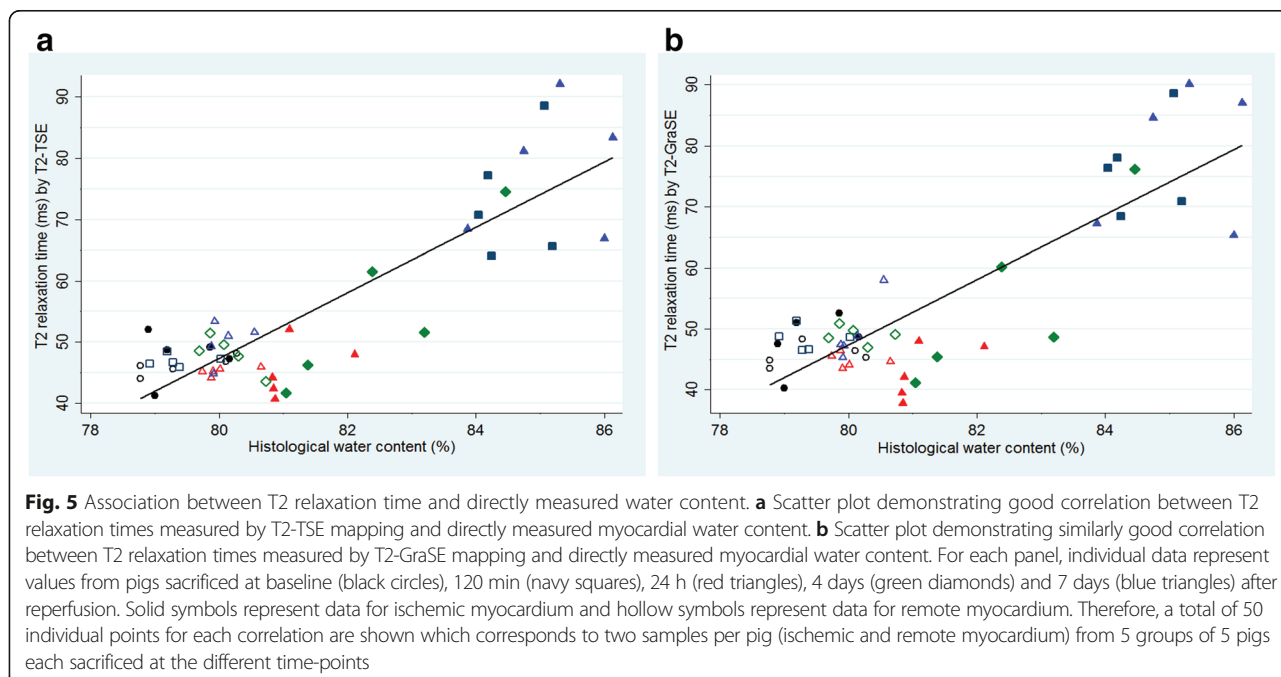 a
b
T2 relaxation time (ms) by T2-TSE
90
80
70
60
50
40
78
80
82
84
86
Histological water content (%)
T2 relaxation time (ms) by T2-GraSE
90
80
70
60
50
40
78
80
82
84
86
Histological water content (%)
Fig. 5 Association between T2 relaxation time and directly measured water content. a Scatter plot demonstrating good correlation between T2
relaxation times measured by T2-TSE mapping and directly measured myocardial water content. b Scatter plot demonstrating similarly good correlation
between T2 relaxation times measured by T2-GraSE mapping and directly measured myocardial water content. For each panel, individual data represent
values from pigs sacrificed at baseline (black circles), 120 min (navy squares), 24 h (red triangles), 4 days (green diamonds) and 7 days (blue triangles) after
reperfusion. Solid symbols represent data for ischemic myocardium and hollow symbols represent data for remote myocardium. Therefore, a total of 50
individual points for each correlation are shown which corresponds to two samples per pig (ischemic and remote myocardium) from 5 groups of 5 pigs
each sacrificed at the different time-points